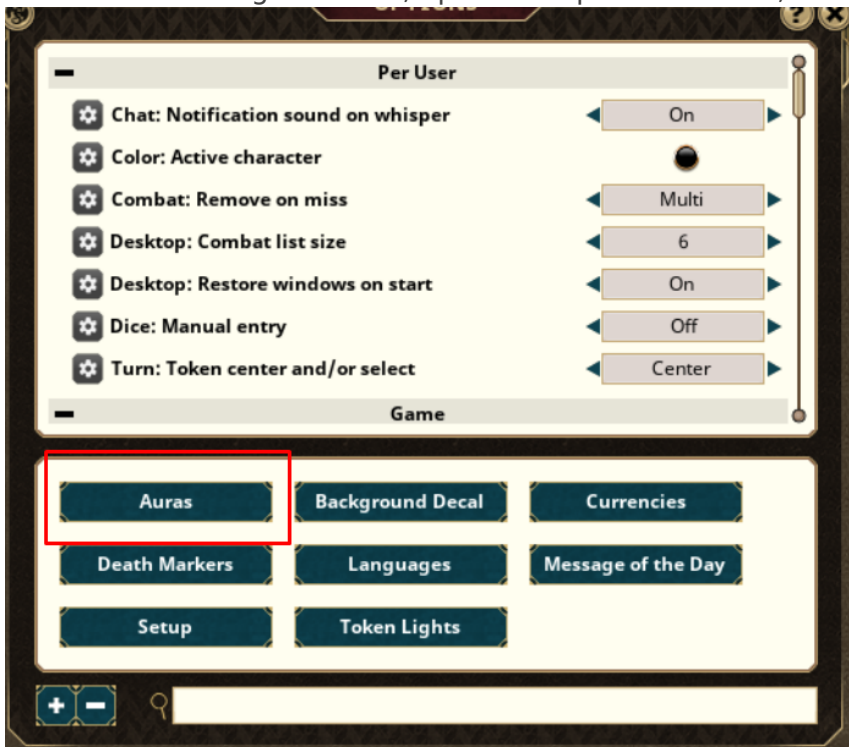 OPTIONS
Per User
Chat: Notification sound on whisper On
Color: Active character
Combat: Remove on miss Multi
Desktop: Combat list size 6
Desktop: Restore windows on start On
Dice: Manual entry Off
Turn: Token center and/or select Center
Game
Auras Background Decal Currencies
Death Markers Languages Message of the Day
Setup Token Lights